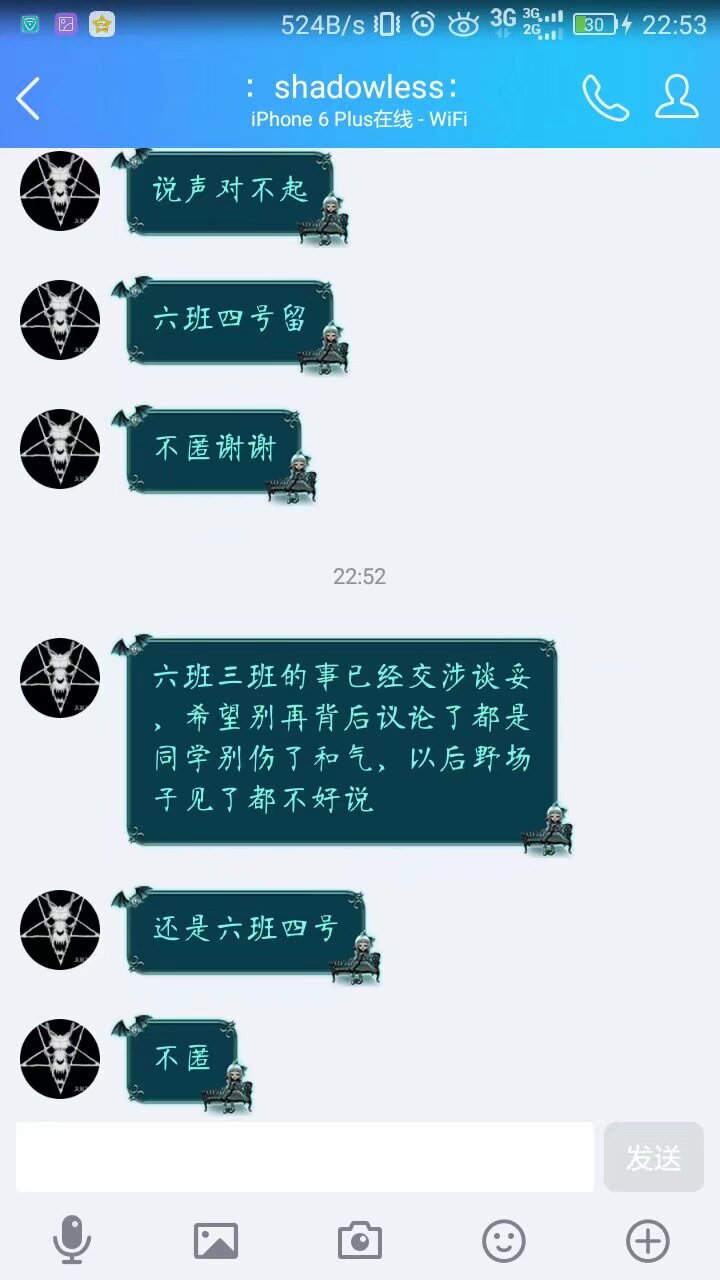 524B/s 3G 3G 2G 30 22:53
：shadowless：
iPhone 6 Plus在线 - WiFi
说声对不起
六班四号留
不匿谢谢
22:52
六班三班的事已经交涉谈妥
，希望别再背后议论了都是
同学别伤了和气，以后野场
子见了都不好说
还是六班四号
不匿
发送